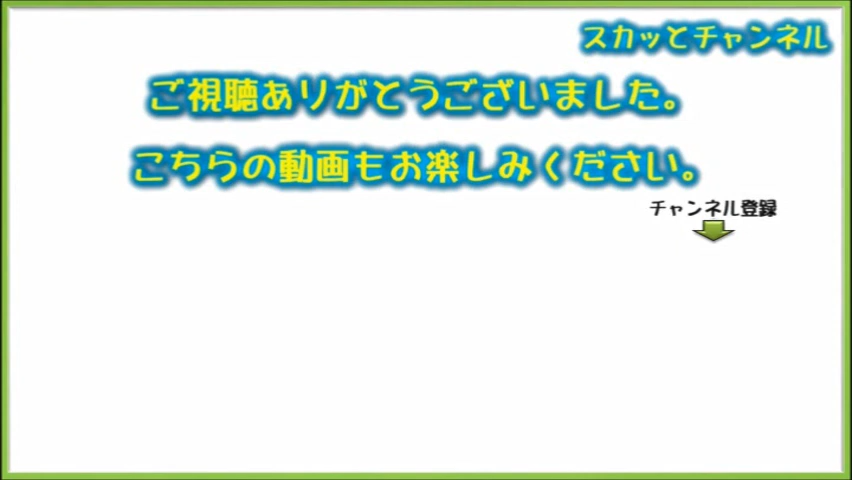 スカッとチャンネル
ご視聴ありがとうございました。
こちらの動画もお楽しみください。
チャンネル登録